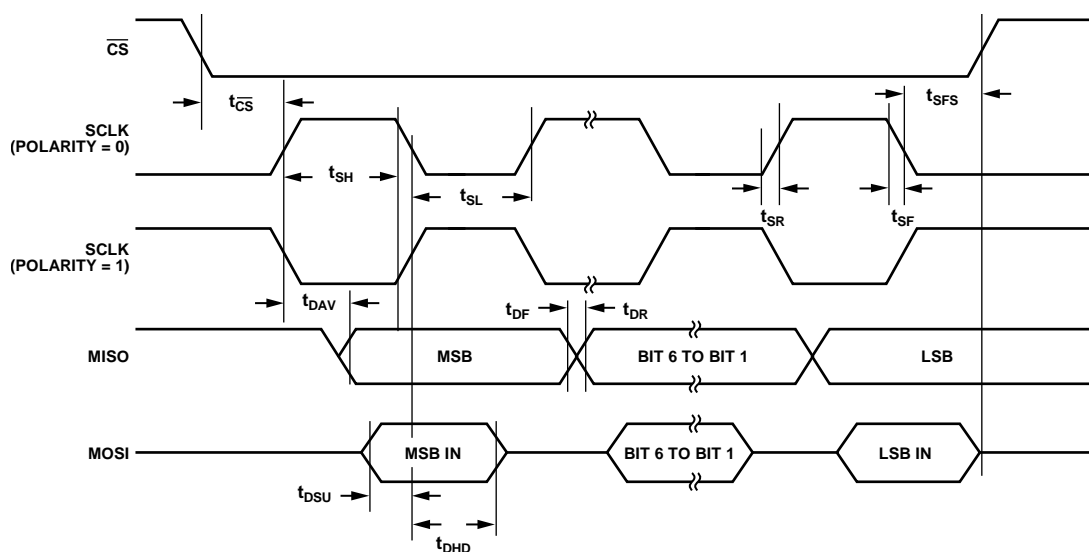 CS
tCS
tSFS
SCLK
(POLARITY = 0)
tSH
tSL
tSR
tSF
SCLK
(POLARITY = 1)
tDAV
tDF
tDR
MISO
MSB
BIT 6 TO BIT 1
LSB
MOSI
MSB IN
BIT 6 TO BIT 1
LSB IN
tDSU
tDHD